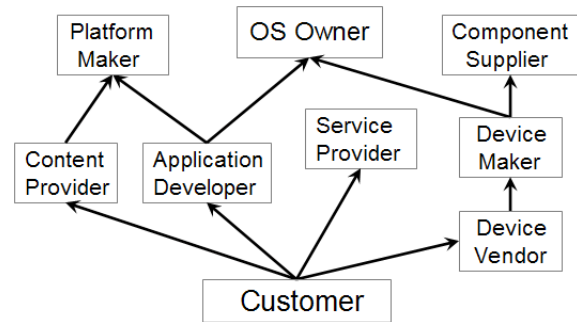 Platform
Maker
OS Owner
Component
Supplier
Content
Provider
Application
Developer
Service
Provider
Device
Maker
Device
Vendor
Customer